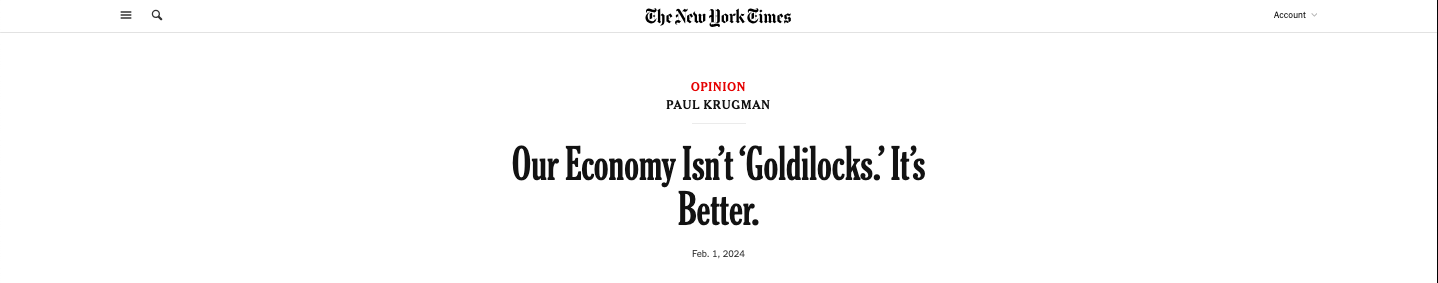 The New York Times
Account
OPINION
PAUL KRUGMAN
Our Economy Isn’t ‘Goldilocks.’ It’s
Better.
Feb. 1, 2024